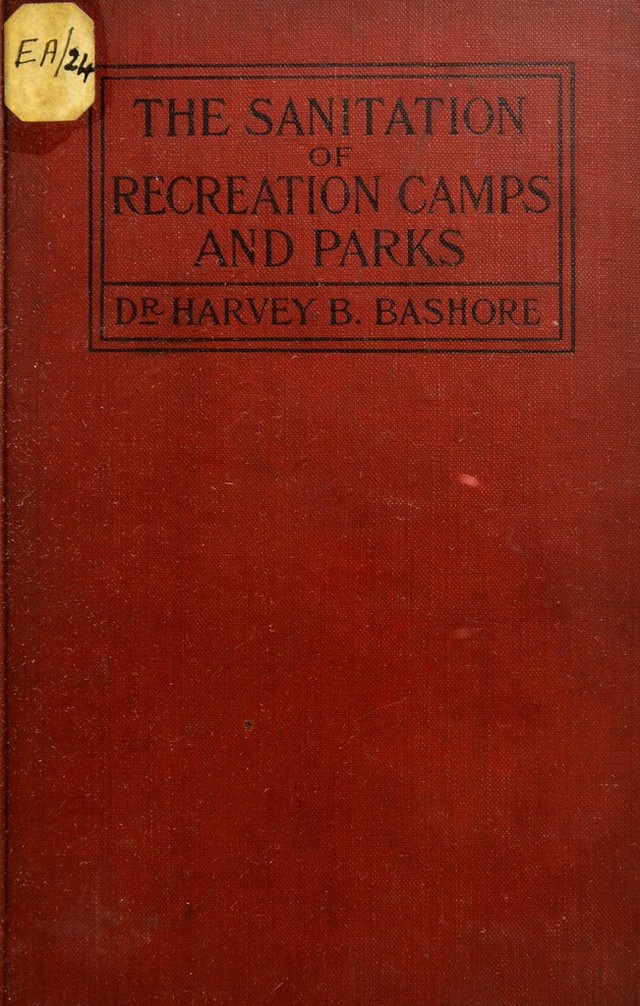 EA/24
THE SANITATION
OF
RECREATION CAMPS
AND PARKS
DR HARVEY B. BASHORE